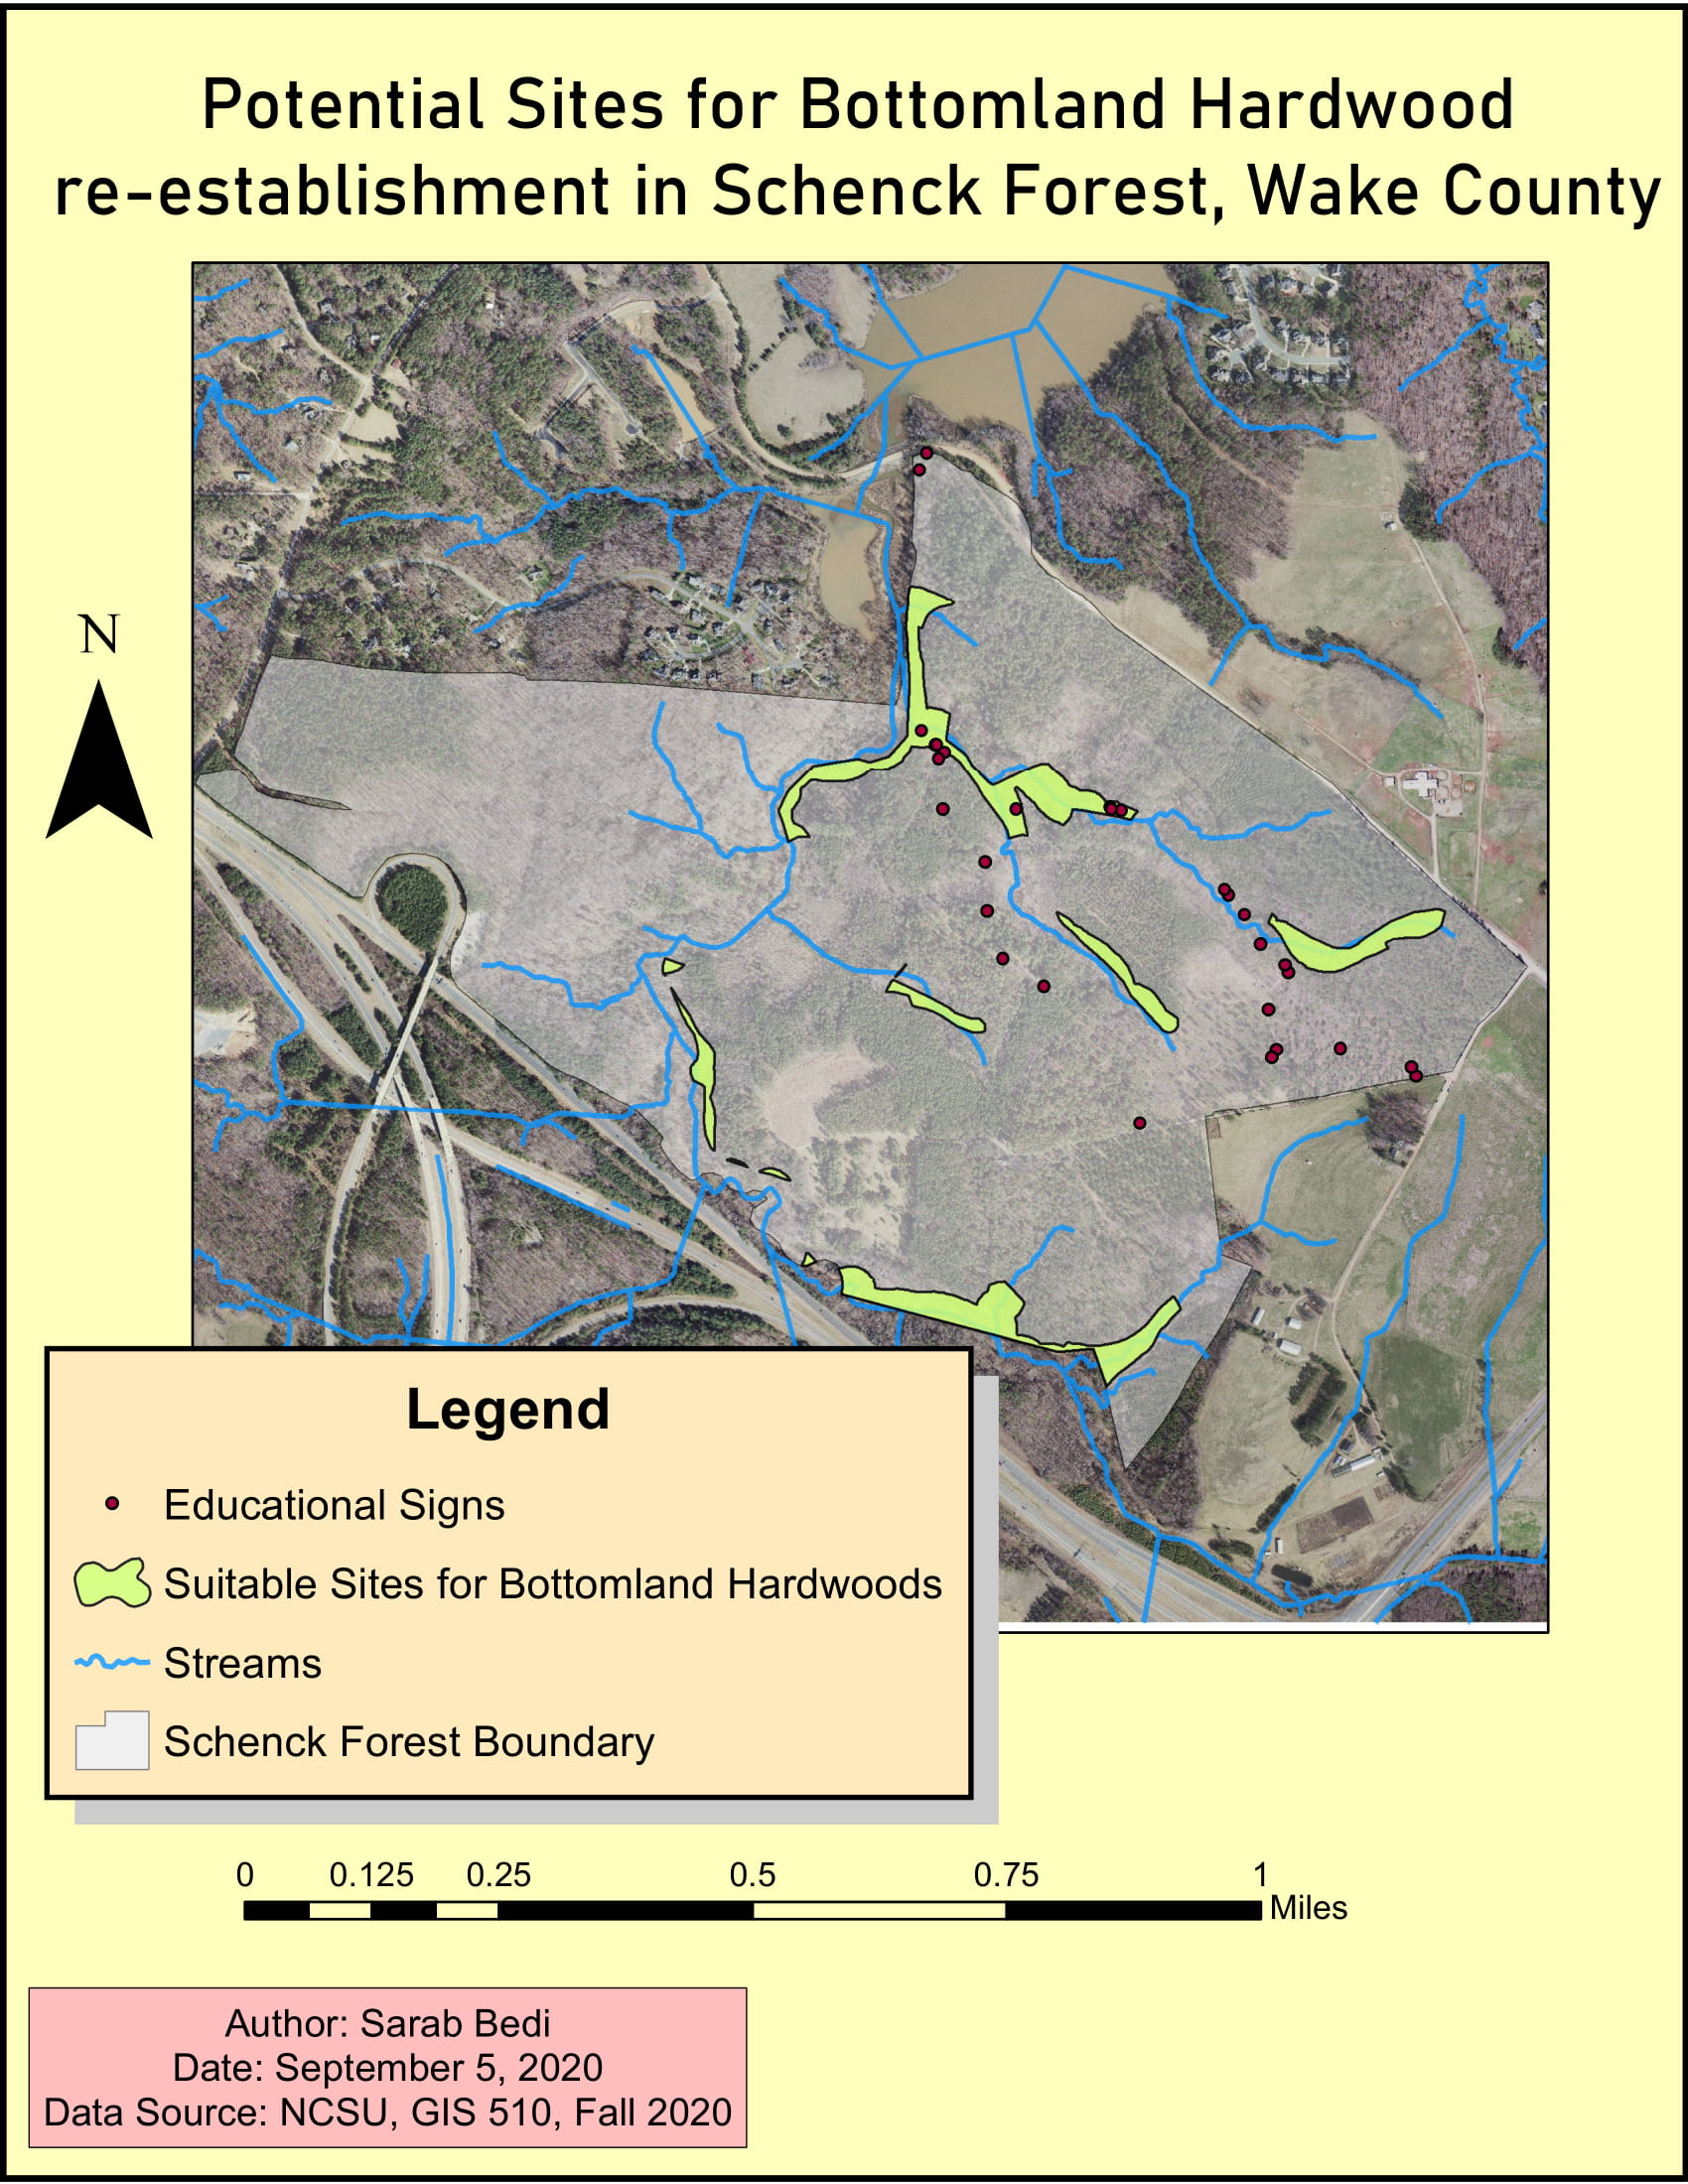 Potential Sites for Bottomland Hardwood
re-establishment in Schenck Forest, Wake County
N
Legend
Educational Signs
Suitable Sites for Bottomland Hardwoods
Streams
Schenck Forest Boundary
0 0.125 0.25 0.5 0.75 1
Miles
Author: Sarab Bedi
Date: September 5, 2020
Data Source: NCSU, GIS 510, Fall 2020